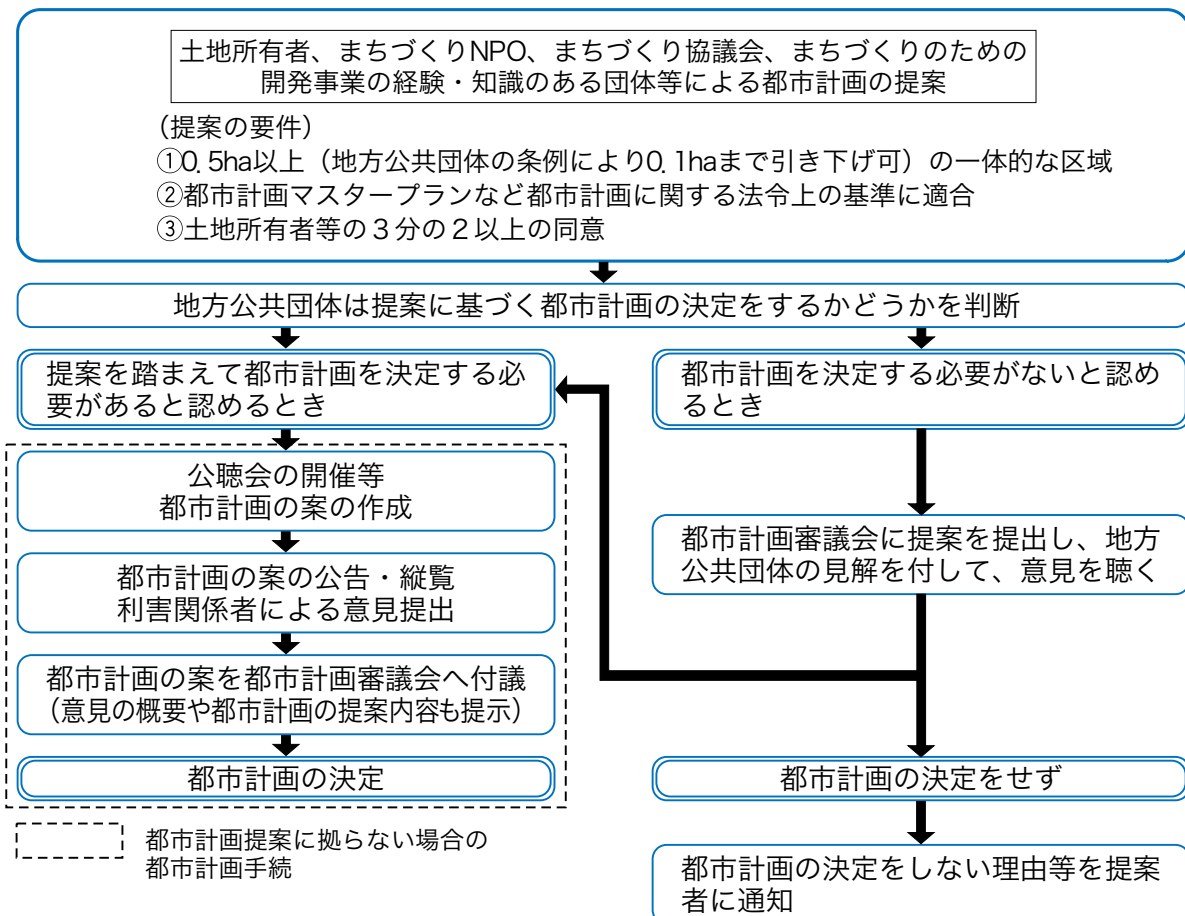 土地所有者、まちづくりNPO、まちづくり協議会、まちづくりのための
開発事業の経験・知識のある団体等による都市計画の提案
（提案の要件）
①0.5ha以上（地方公共団体の条例により0.1haまで引き下げ可）の一体的な区域
②都市計画マスタープランなど都市計画に関する法令上の基準に適合
③土地所有者等の３分の２以上の同意
地方公共団体は提案に基づく都市計画の決定をするかどうかを判断
提案を踏まえて都市計画を決定する必
要があると認めるとき
公聴会の開催等
都市計画の案の作成
都市計画の案の公告・縦覧
利害関係者による意見提出
都市計画の案を都市計画審議会へ付議
（意見の概要や都市計画の提案内容も提示）
都市計画の決定
都市計画提案に拠らない場合の
都市計画手続
都市計画を決定する必要がないと認め
るとき
都市計画審議会に提案を提出し、地方
公共団体の見解を付して、意見を聴く
都市計画の決定をせず
都市計画の決定をしない理由等を提案
者に通知